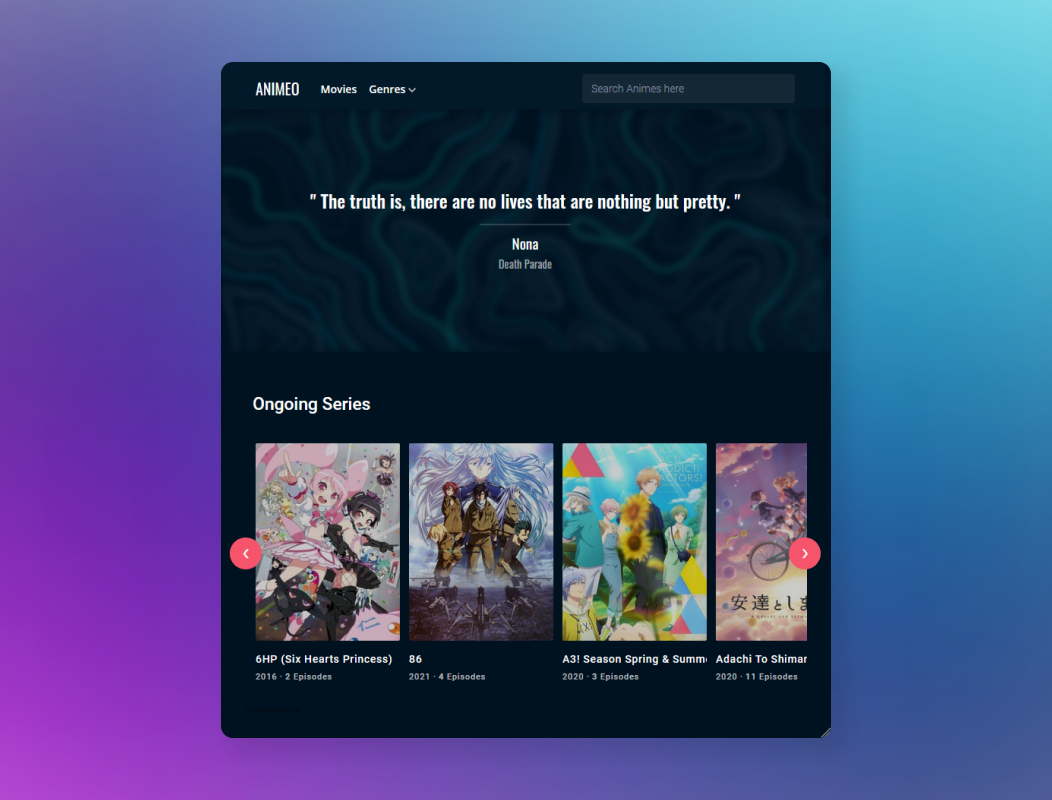 ANIMEO Movies Genres Search Animes here
" The truth is, there are no lives that are nothing but pretty. "
Nona
Death Parade
Ongoing Series
ACTORS!
安達としま
6HP (Six Hearts Princess) 86 A3! Season Spring & Summe Adachi To Shimar
2016 · 2 Episodes 2021 · 4 Episodes 2020 · 3 Episodes 2020 · 11 Episodes